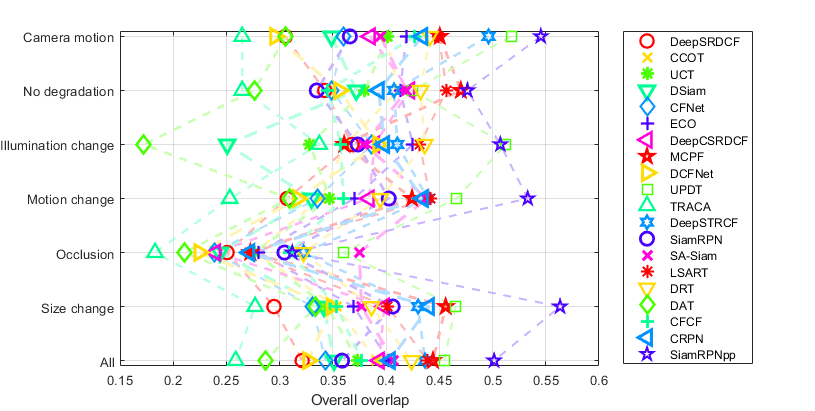 Camera motion
No degradation
Illumination change
Motion change
Occlusion
Size change
All
0.15 0.2 0.25 0.3 0.35 0.4 0.45 0.5 0.55 0.6
Overall overlap
DeepSRDCF
CCOT
UCT
DSiam
CFNet
ECO
DeepCSRDCF
MCPF
DCFNet
UPDT
TRACA
DeepSTRCF
SiamRPN
SA-Siam
LSART
DRT
DAT
CFCF
CRPN
SiamRPNpp